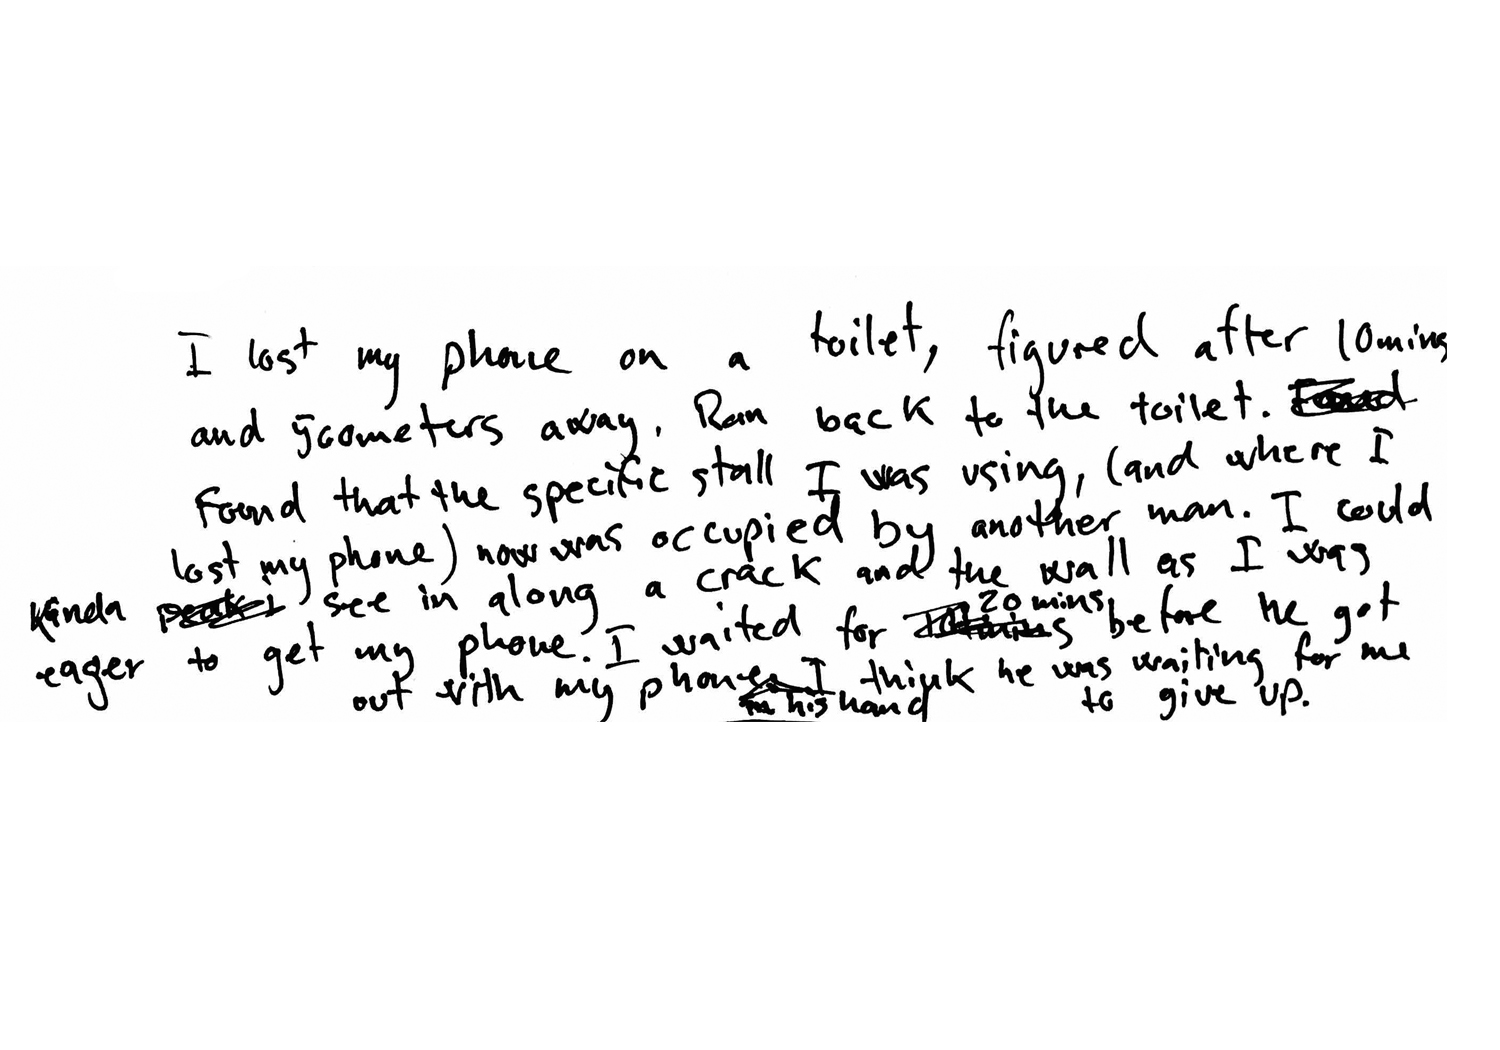 I lost my phone on a toilet, figured after 10mins
and 500meters away. Ran back to the toilet.
Found that the specific stall I was using, (and where I
lost my phone) now was occupied by another man. I could
kinda see in along a crack and the wall as I was
eager to get my phone. I waited for 20 mins before he got
out with my phone in his hand. I think he was waiting for me
to give up.